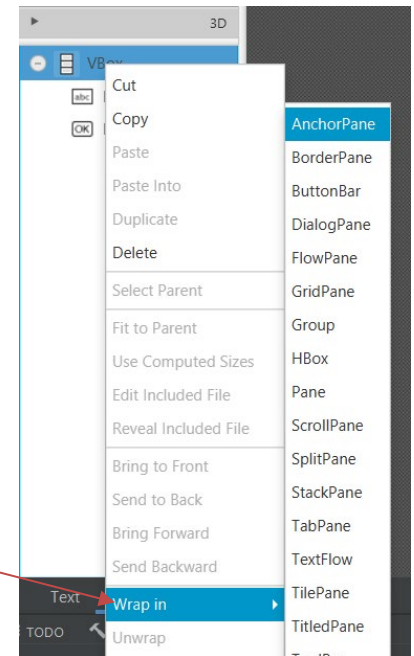 3D
VBox
abc
OK
Cut
Copy
Paste
Paste Into
Duplicate
Delete
Select Parent
Fit to Parent
Use Computed Sizes
Edit Included File
Reveal Included File
Bring to Front
Send to Back
Bring Forward
Send Backward
Wrap in
Unwrap
AnchorPane
BorderPane
ButtonBar
DialogPane
FlowPane
GridPane
Group
HBox
Pane
ScrollPane
SplitPane
StackPane
TabPane
TextFlow
TilePane
TitledPane
Text
TODO